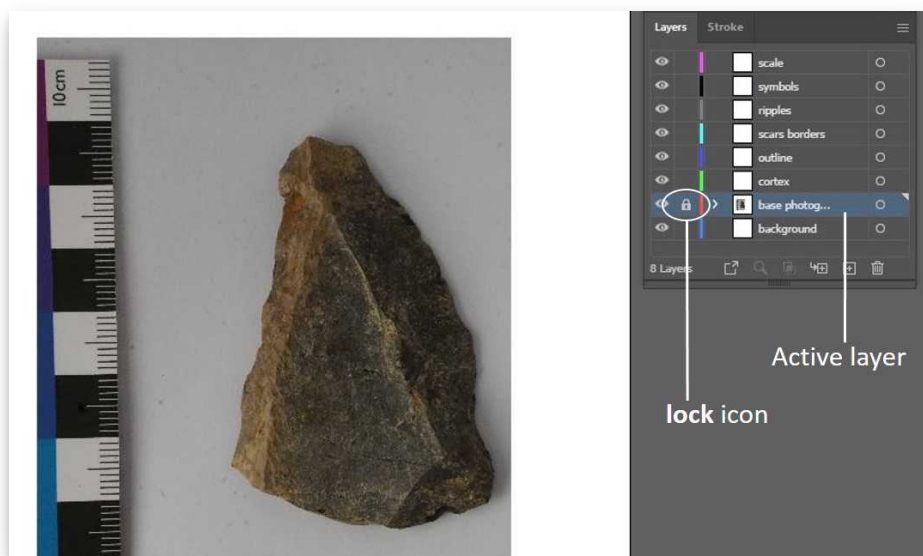 10cm
Layers Stroke
scale
symbols
ripples
scars borders
outline
cortex
base photog...
background
8 Layers
Active layer
lock icon